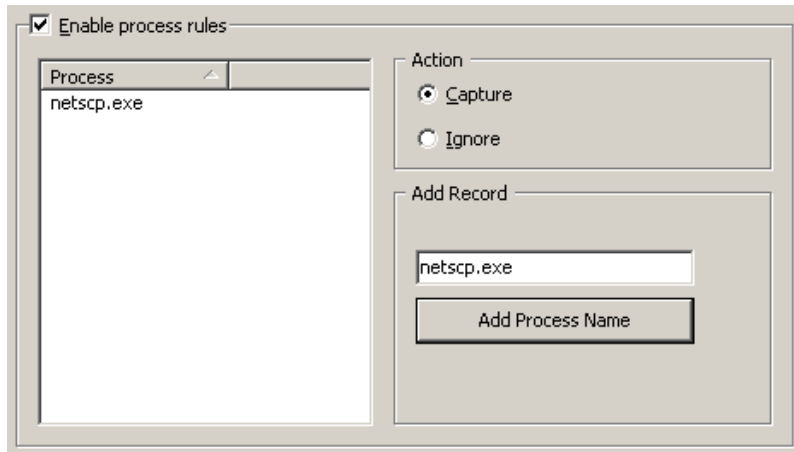 Enable process rules
Process
netscp.exe
Action
Capture
Ignore
Add Record
netscp.exe
Add Process Name